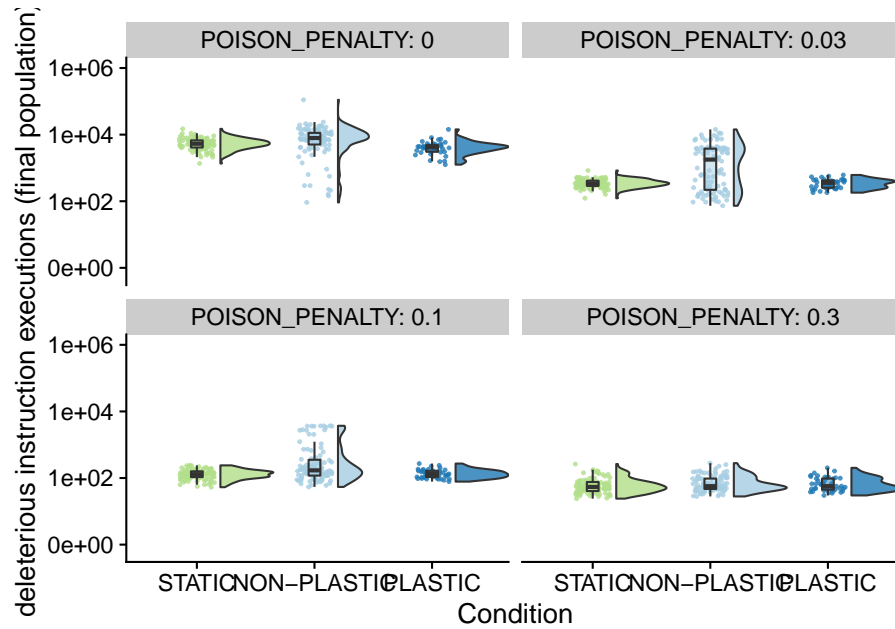 deleterious instruction executions (final population)
POISON_PENALTY: 0
POISON_PENALTY: 0.03
1e+06
1e+04
1e+02
0e+00
POISON_PENALTY: 0.1
POISON_PENALTY: 0.3
1e+06
1e+04
1e+02
0e+00
STATIC NON−PLASTIC PLASTIC
STATIC NON−PLASTIC PLASTIC
Condition